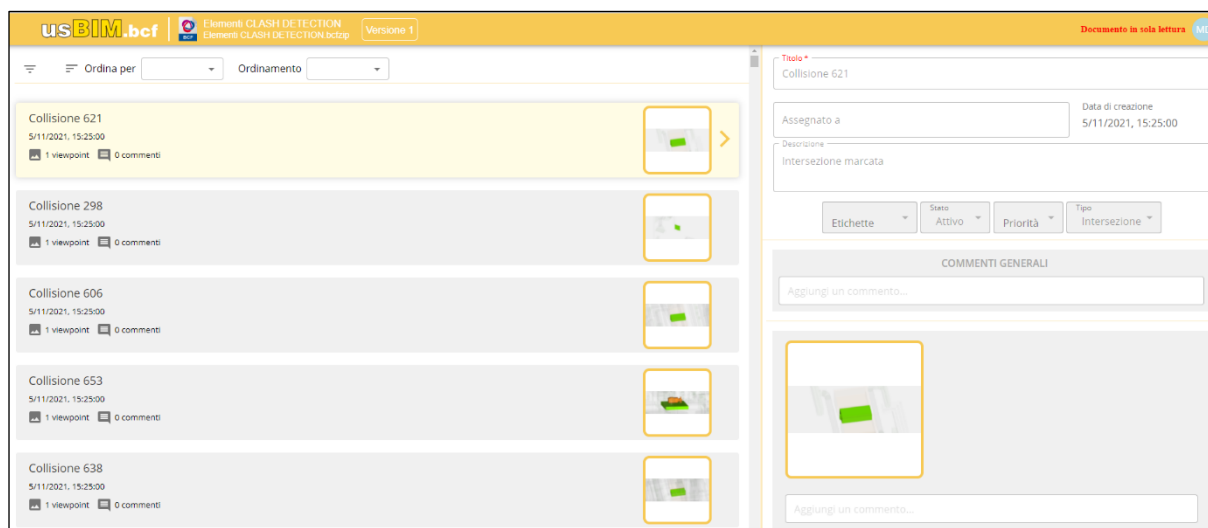 usBIM.bcf
BCF
Elementi CLASH DETECTION
Elementi CLASH DETECTION.bcfzip
Versione 1
Documento in sola lettura
Ordina per
Ordinamento
Collisione 621
5/11/2021, 15:25:00
1 viewpoint 0 commenti
Collisione 298
5/11/2021, 15:25:00
1 viewpoint 0 commenti
Collisione 606
5/11/2021, 15:25:00
1 viewpoint 0 commenti
Collisione 653
5/11/2021, 15:25:00
1 viewpoint 0 commenti
Collisione 638
5/11/2021, 15:25:00
1 viewpoint 0 commenti
Titolo *
Collisione 621
Assegnato a
Data di creazione
5/11/2021, 15:25:00
Descrizione
Intersezione marcata
Etichette
Stato
Attivo
Priorità
Tipo
Intersezione
COMMENTI GENERALI
Aggiungi un commento...
Aggiungi un commento...